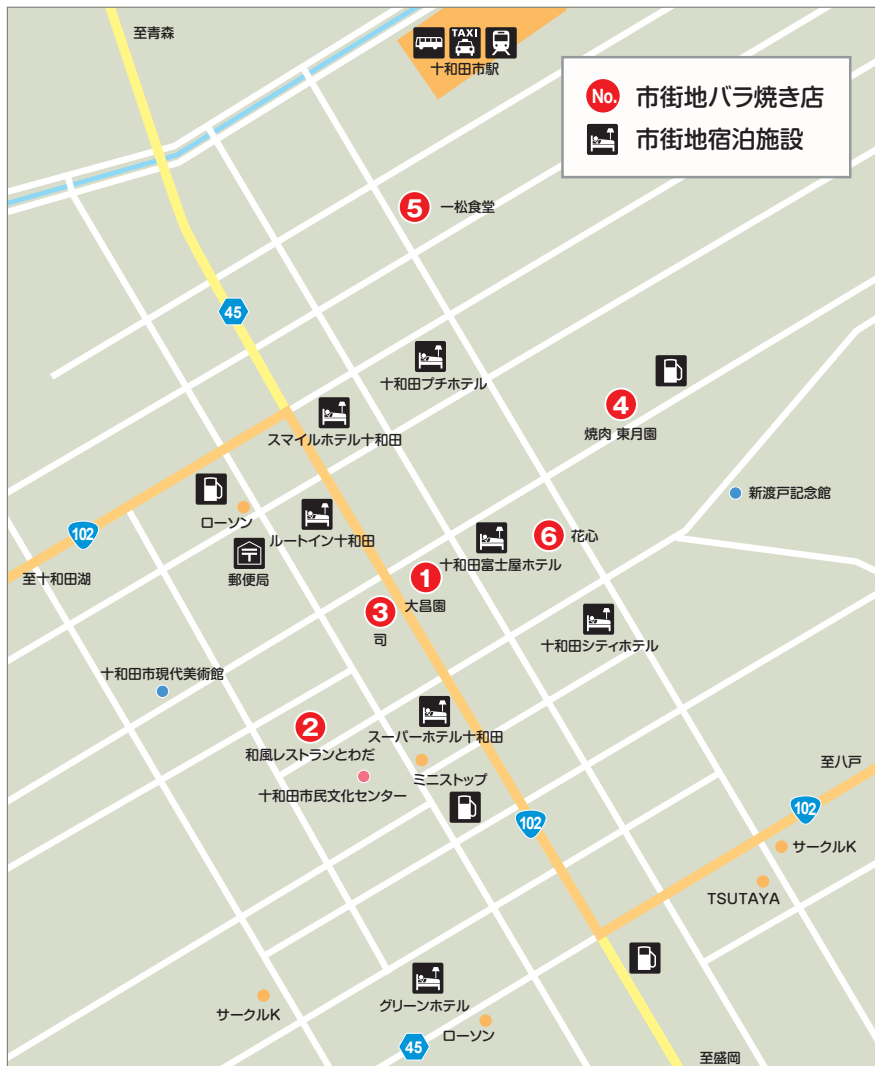 至青森
TAXI
十和田市駅
No. 市街地バラ焼き店
市街地宿泊施設
5 一松食堂
45
十和田プチホテル
4
焼肉 東月園
スマイルホテル十和田
新渡戸記念館
ローソン
102
ルートイン十和田
6 花心
十和田富士屋ホテル
至十和田湖
郵便局
1
大昌園
3
司
十和田シティホテル
十和田市現代美術館
2
和風レストランとわだ
スーパーホテル十和田
ミニストップ
十和田市民文化センター
至八戸
102
102
サークルK
TSUTAYA
グリーンホテル
サークルK
ローソン
45
至盛岡